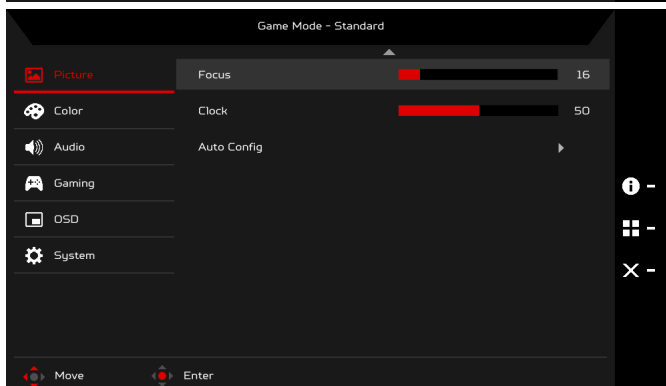 Game Mode - Standard
Picture
Focus 16
Color
Clock 50
Audio
Auto Config
Gaming
OSD
System
Move Enter